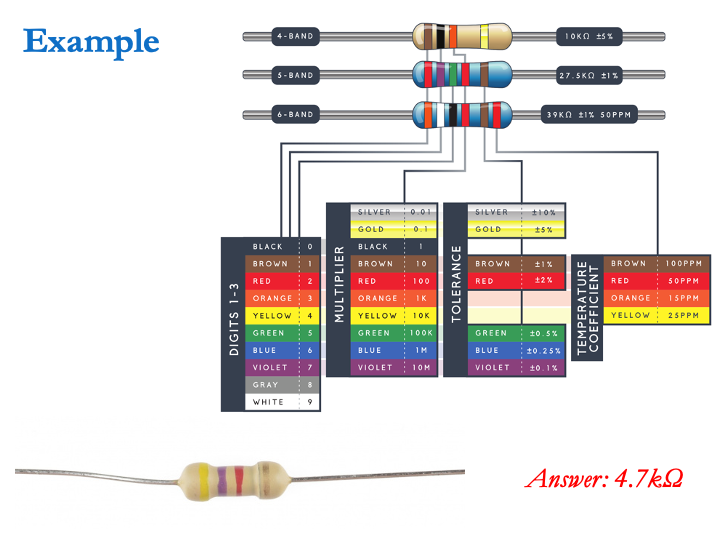 Example
4-BAND
10KΩ ±5%
5-BAND
27.5KΩ ±1%
6-BAND
39KΩ ±1% 50PPM
DIGITS 1-3
BLACK 0
BROWN 1
RED 2
ORANGE 3
YELLOW 4
GREEN 5
BLUE 6
VIOLET 7
GRAY 8
WHITE 9
MULTIPLIER
SILVER 0.01
GOLD 0.1
BLACK 1
BROWN 10
RED 100
ORANGE 1K
YELLOW 10K
GREEN 100K
BLUE 1M
VIOLET 10M
TOLERANCE
SILVER ±10%
GOLD ±5%
BROWN ±1%
RED ±2%
GREEN ±0.5%
BLUE ±0.25%
VIOLET ±0.1%
TEMPERATURE
COEFFICIENT
BROWN 100PPM
RED 50PPM
ORANGE 15PPM
YELLOW 25PPM
Answer: 4.7kΩ